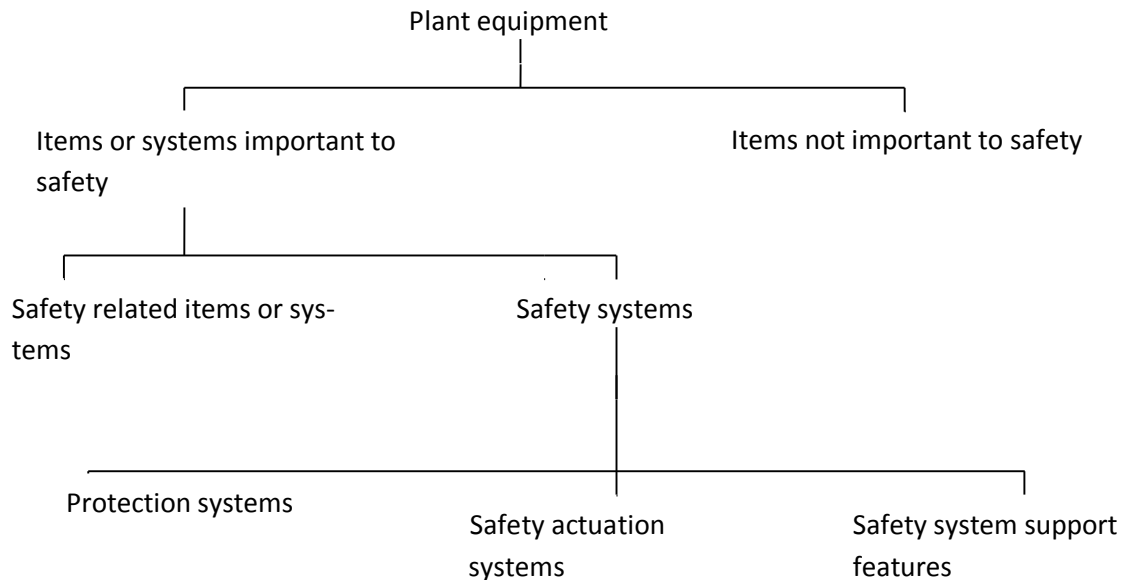 Plant equipment
Items or systems important to
safety
Items not important to safety
Safety related items or sys-
tems
Safety systems
Protection systems
Safety actuation
systems
Safety system support
features